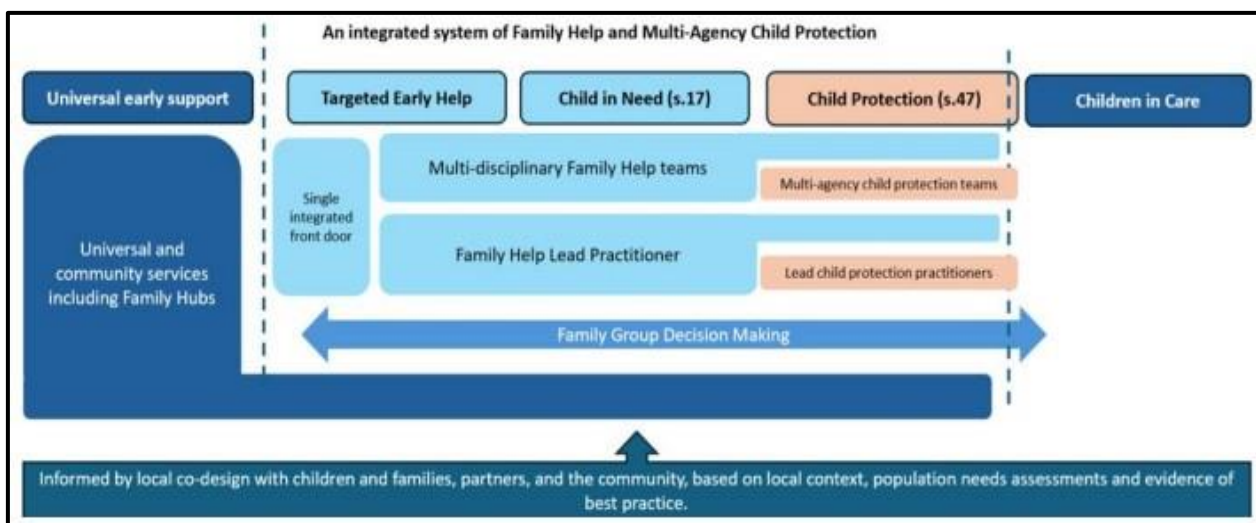 An integrated system of Family Help and Multi-Agency Child Protection
Universal early support
Targeted Early Help
Child in Need (s.17)
Child Protection (s.47)
Children in Care
Universal and
community services
including Family Hubs
Single
integrated
front door
Multi-disciplinary Family Help teams
Multi-agency child protection teams
Family Help Lead Practitioner
Lead child protection practitioners
Family Group Decision Making
Informed by local co-design with children and families, partners, and the community, based on local context, population needs assessments and evidence of
best practice.